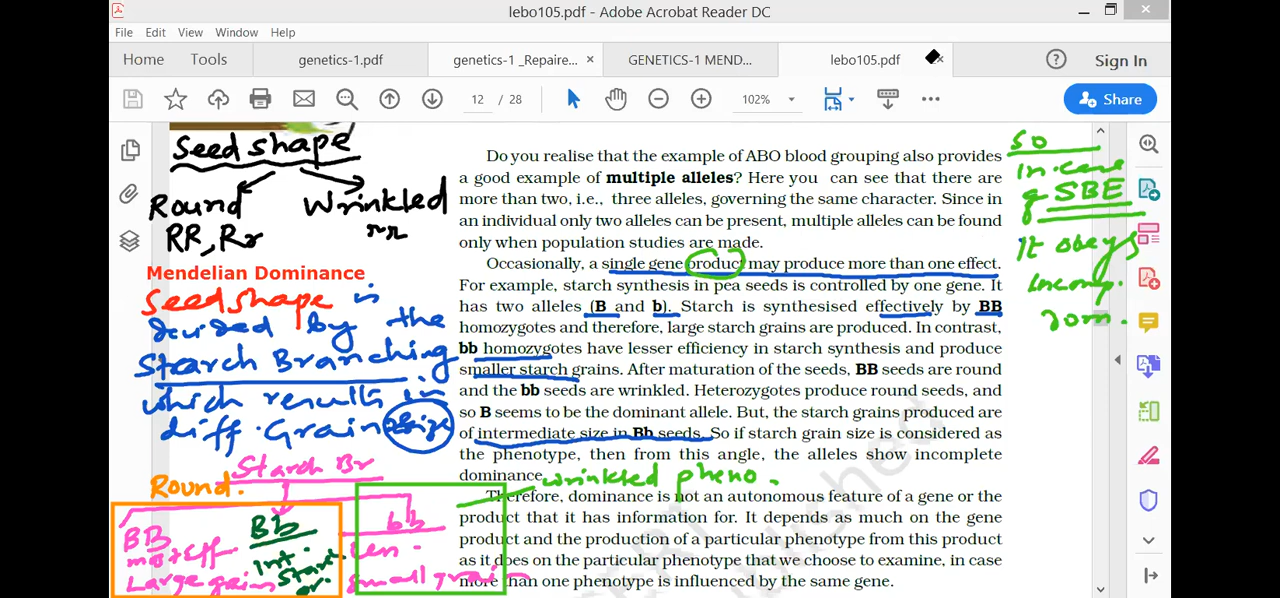 lebo105.pdf - Adobe Acrobat Reader DC
File Edit View Window Help
Home Tools genetics-1.pdf genetics-1 _Repaire... × GENETICS-1 MEND... lebo105.pdf Sign In
12 / 28 102% Share
Seed shape
Round Wrinkled
RR, Rr rr
Mendelian Dominance
Seed shape is
decided by the
Starch Branching
which results in
diff. Grain size
Starch Br
Round.
BB Bb bb
most eff. int. Len.
Large grains Starch gr. small grain
Do you realise that the example of ABO blood grouping also provides
a good example of multiple alleles? Here you can see that there are
more than two, i.e., three alleles, governing the same character. Since in
an individual only two alleles can be present, multiple alleles can be found
only when population studies are made.
Occasionally, a single gene product may produce more than one effect.
For example, starch synthesis in pea seeds is controlled by one gene. It
has two alleles (B and b). Starch is synthesised effectively by BB
homozygotes and therefore, large starch grains are produced. In contrast,
bb homozygotes have lesser efficiency in starch synthesis and produce
smaller starch grains. After maturation of the seeds, BB seeds are round
and the bb seeds are wrinkled. Heterozygotes produce round seeds, and
so B seems to be the dominant allele. But, the starch grains produced are
of intermediate size in Bb seeds. So if starch grain size is considered as
the phenotype, then from this angle, the alleles show incomplete
dominance.
wrinkled pheno.
Therefore, dominance is not an autonomous feature of a gene or the
product that it has information for. It depends as much on the gene
product and the production of a particular phenotype from this product
as it does on the particular phenotype that we choose to examine, in case
more than one phenotype is influenced by the same gene.
so
in case
of SBE
It obeys
incomp.
dom.